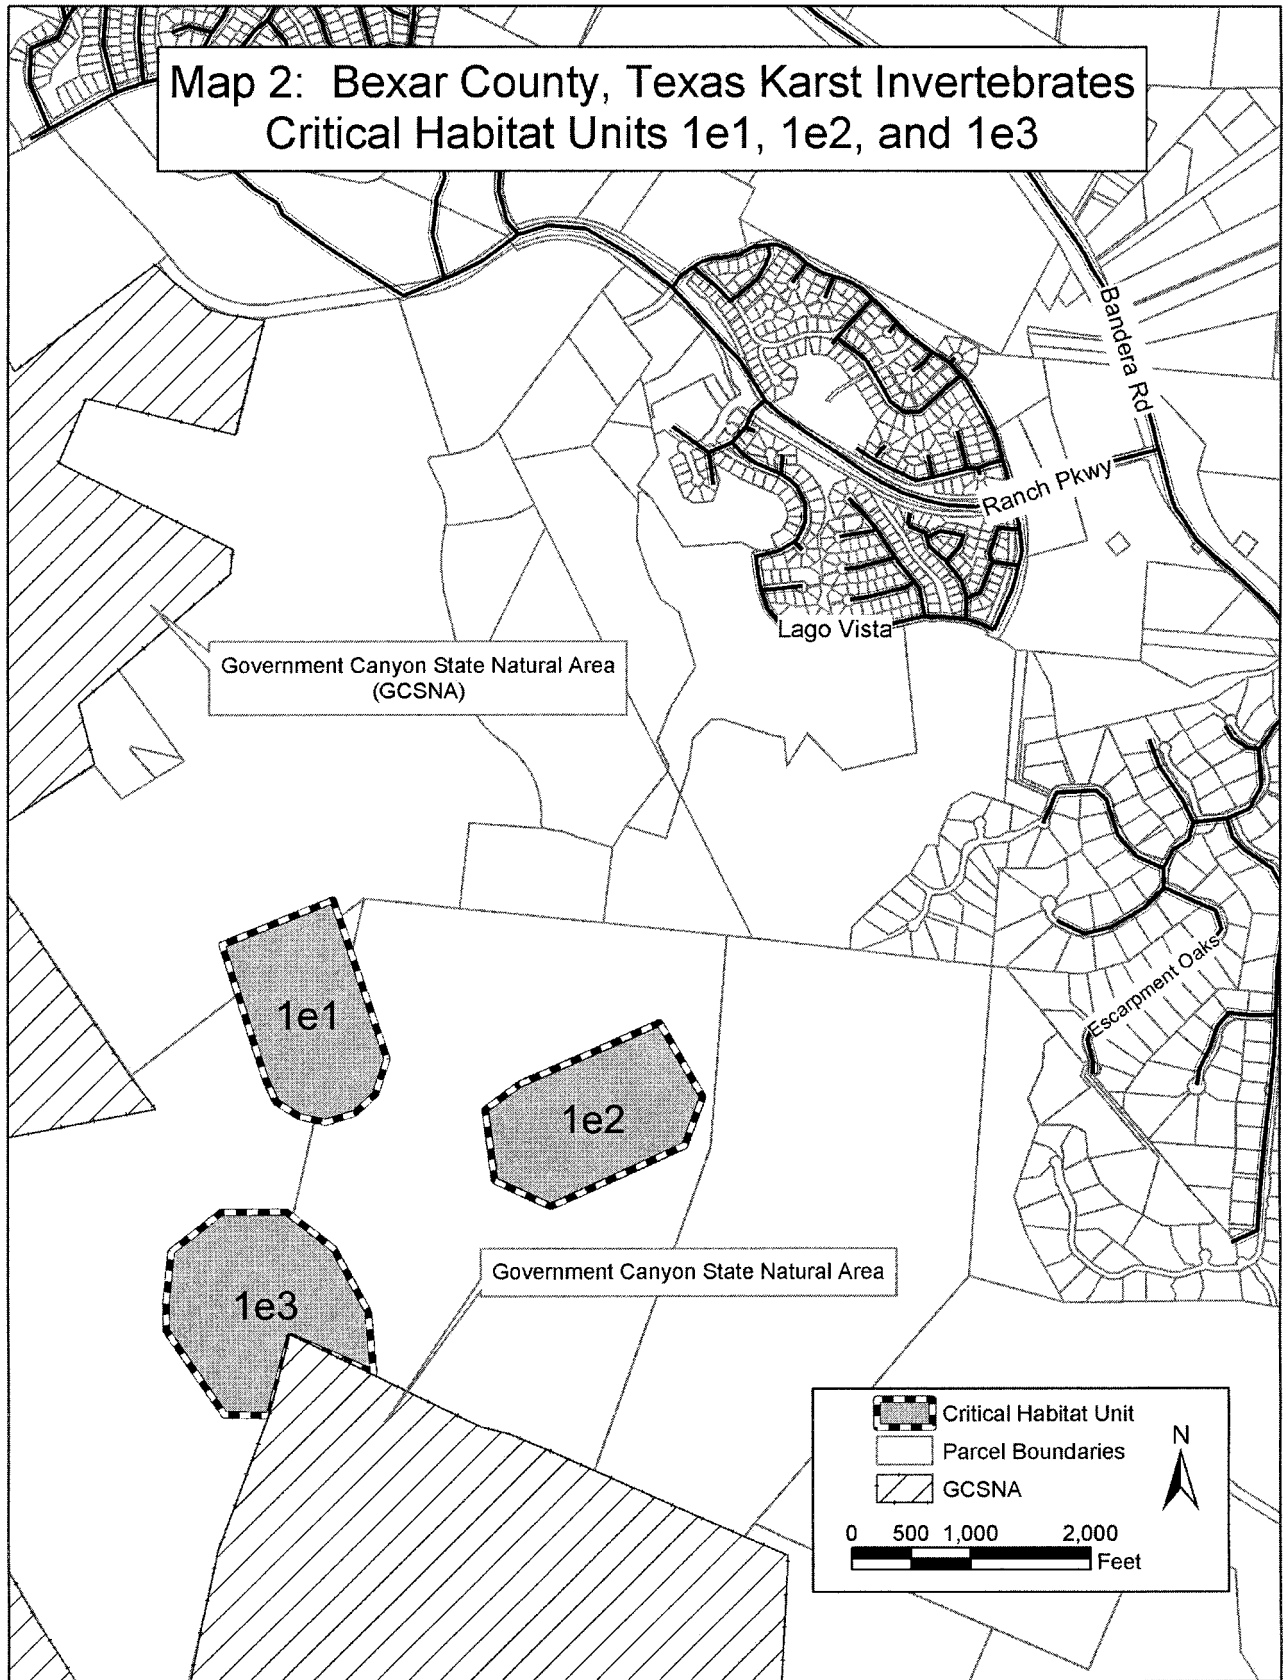 Map 2: Bexar County, Texas Karst Invertebrates
Critical Habitat Units 1e1, 1e2, and 1e3
Bandera Rd
Ranch Pkwy
Lago Vista
Government Canyon State Natural Area
(GCSNA)
Escarpment Oaks
1e1
1e2
Government Canyon State Natural Area
1e3
Critical Habitat Unit
Parcel Boundaries
GCSNA
N
0 500 1,000 2,000
Feet